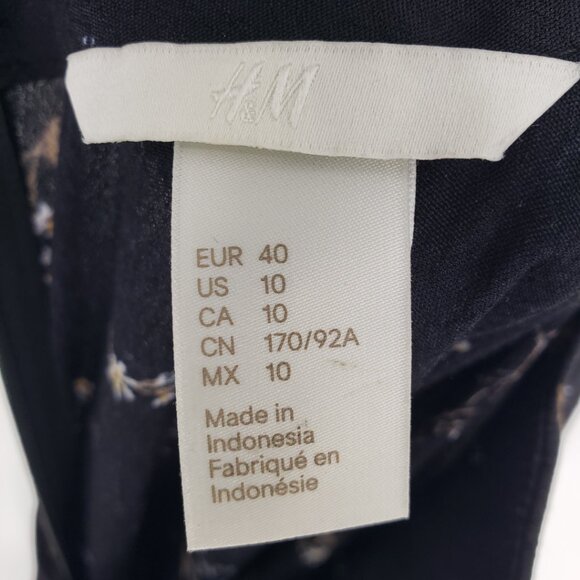 H&M
EUR 40
US 10
CA 10
CN 170/92A
MX 10
Made in
Indonesia
Fabriqué en
Indonésie